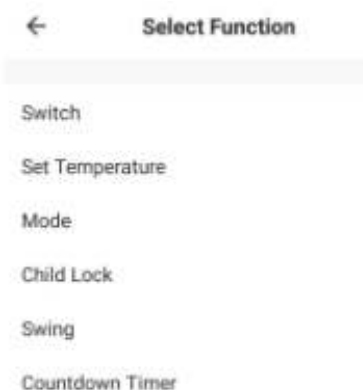 Select Function
Switch
Set Temperature
Mode
Child Lock
Swing
Countdown Timer